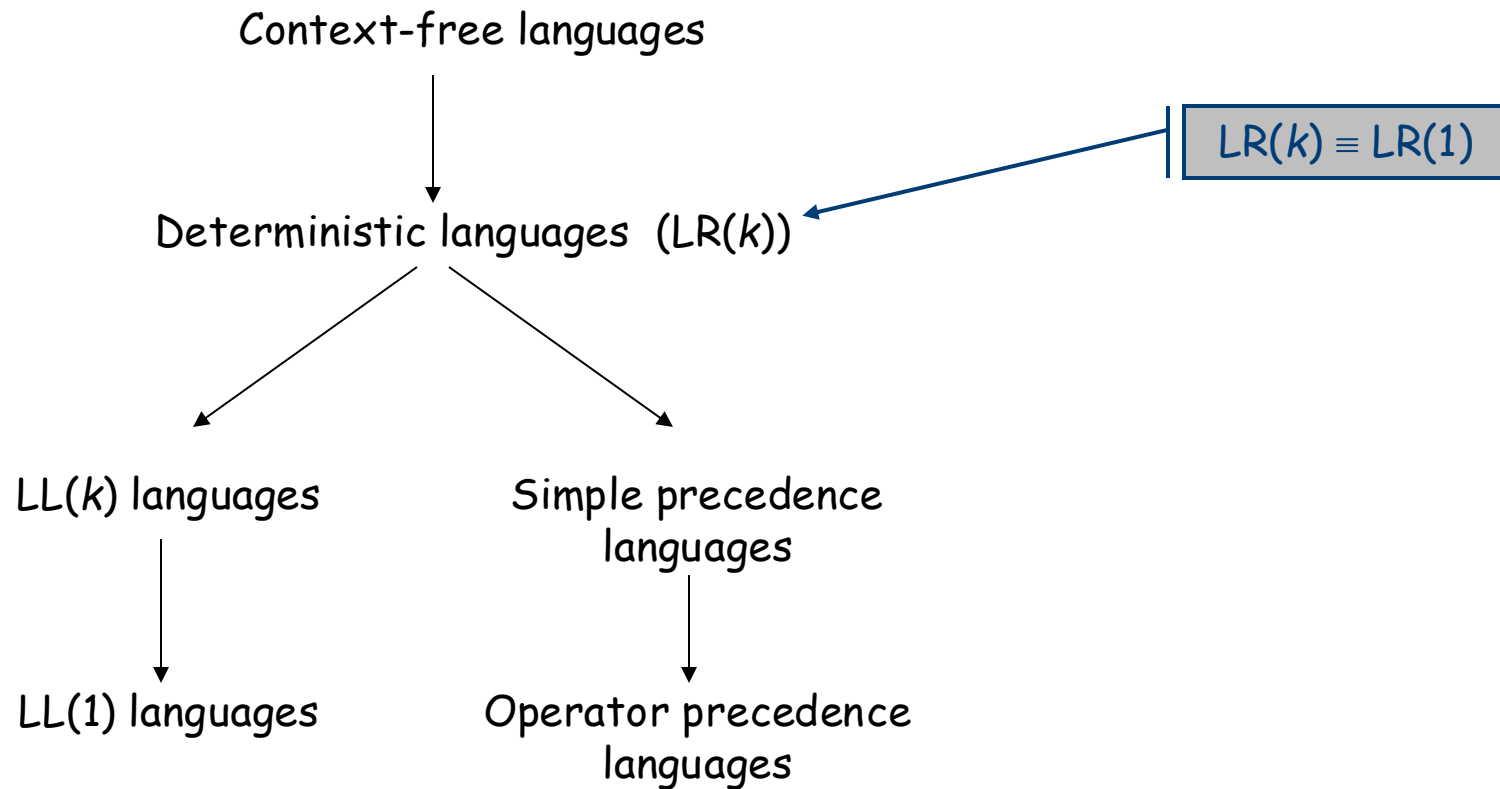 Context-free languages
LR(k) ≡ LR(1)
Deterministic languages (LR(k))
LL(k) languages
Simple precedence
languages
LL(1) languages
Operator precedence
languages